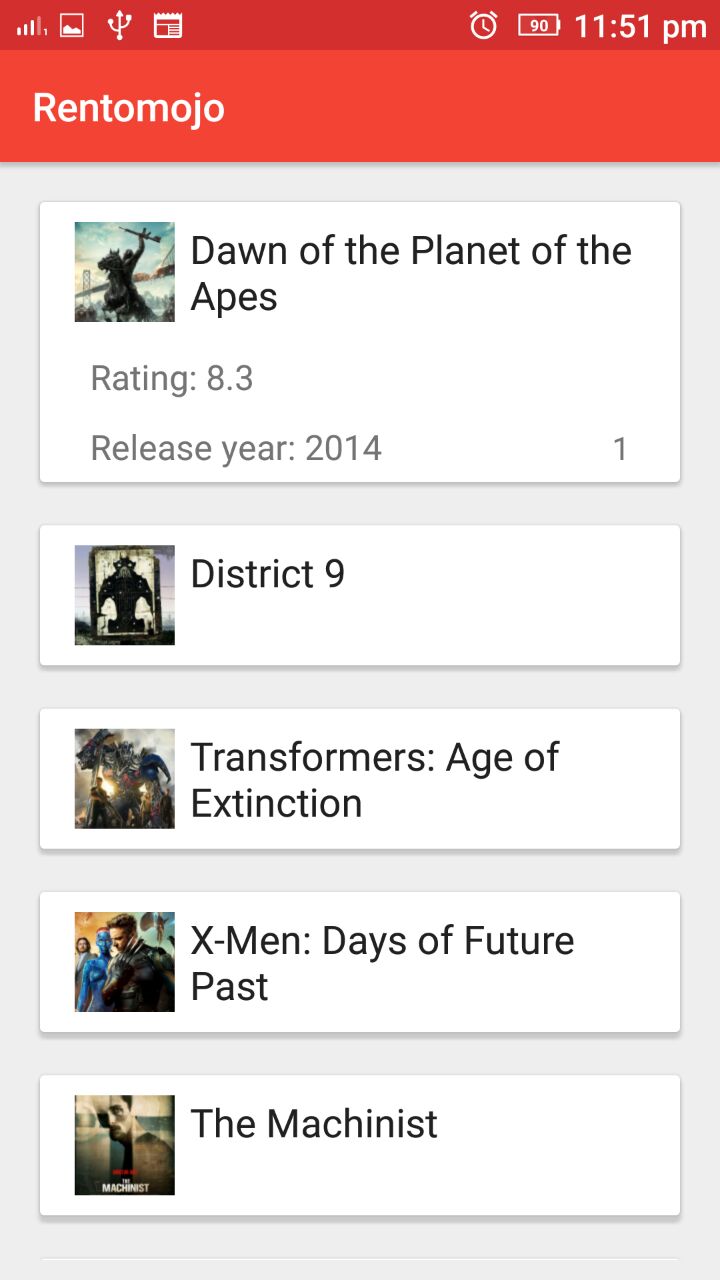 90 11:51 pm
Rentomojo
Dawn of the Planet of the
Apes
Rating: 8.3
Release year: 2014 1
District 9
Transformers: Age of
Extinction
X-Men: Days of Future
Past
The Machinist
THE
MACHINIST